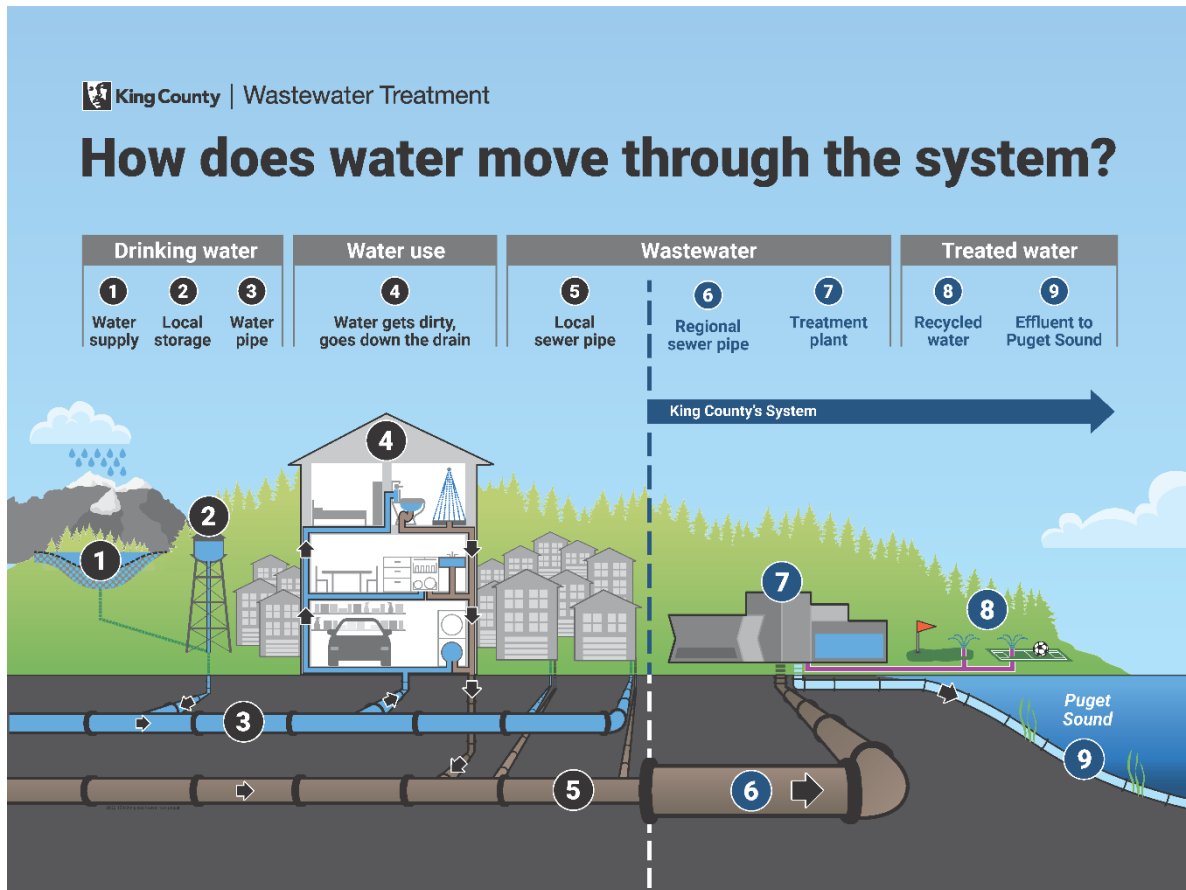 King County | Wastewater Treatment
How does water move through the system?
Drinking water
1
Water
supply
2
Local
storage
3
Water
pipe
Water use
4
Water gets dirty,
goes down the drain
Wastewater
5
Local
sewer pipe
6
Regional
sewer pipe
7
Treatment
plant
Treated water
8
Recycled
water
9
Effluent to
Puget Sound
King County's System
4
2
1
7
8
3
Puget
Sound
9
5
6